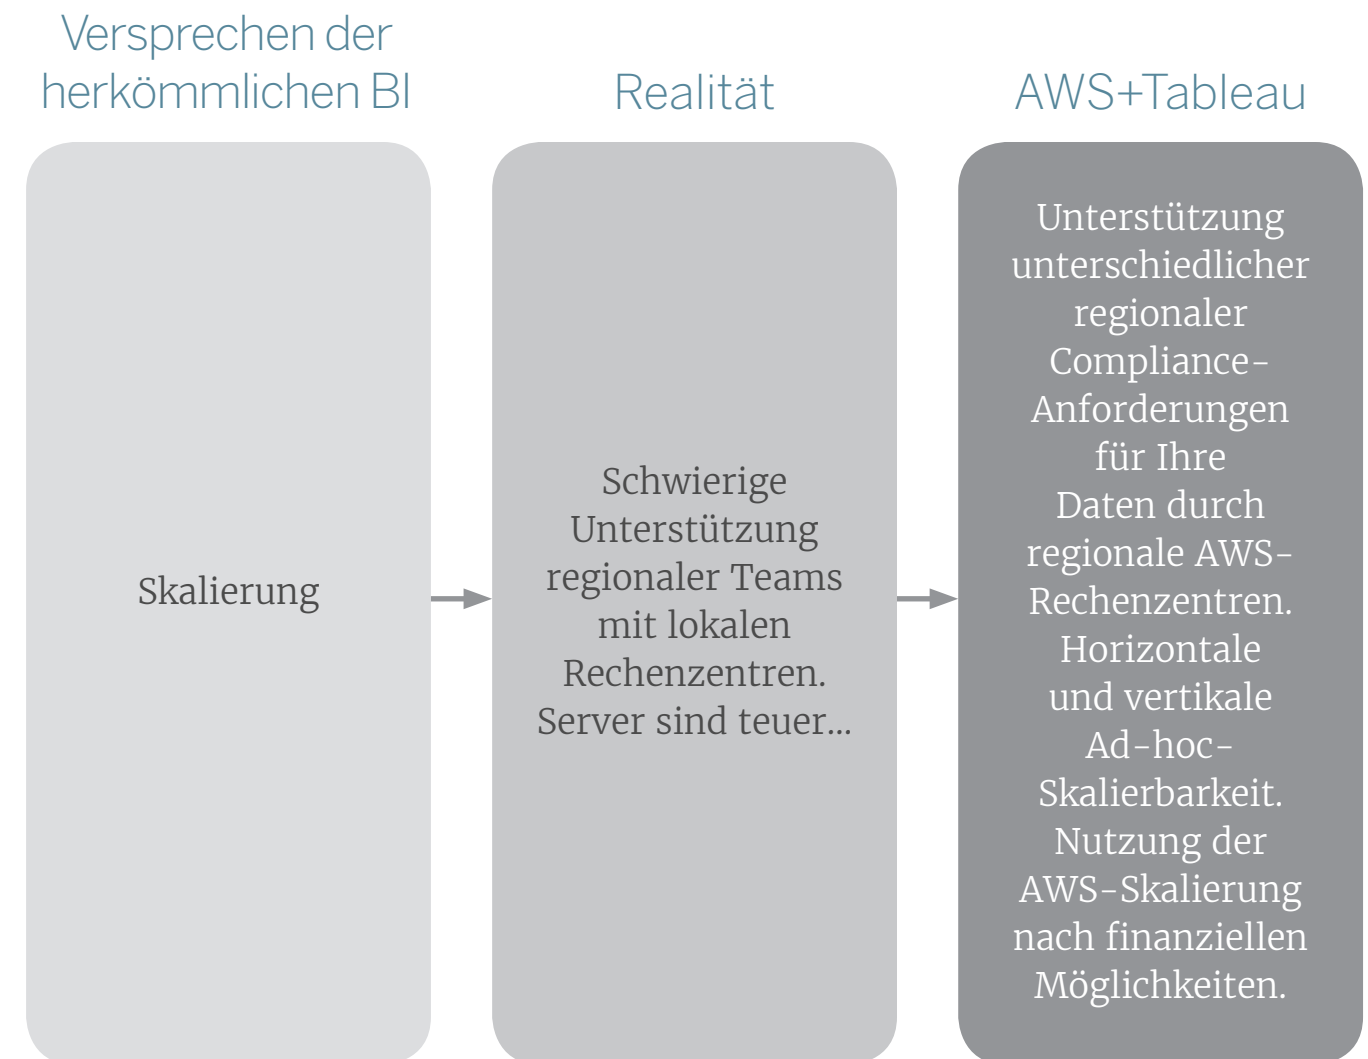 Versprechen der
herkömmlichen BI
Realität
AWS+Tableau
Skalierung
Schwierige
Unterstützung
regionaler Teams
mit lokalen
Rechenzentren.
Server sind teuer...
Unterstützung
unterschiedlicher
regionaler
Compliance-
Anforderungen
für Ihre
Daten durch
regionale AWS-
Rechenzentren.
Horizontale
und vertikale
Ad-hoc-
Skalierbarkeit.
Nutzung der
AWS-Skalierung
nach finanziellen
Möglichkeiten.